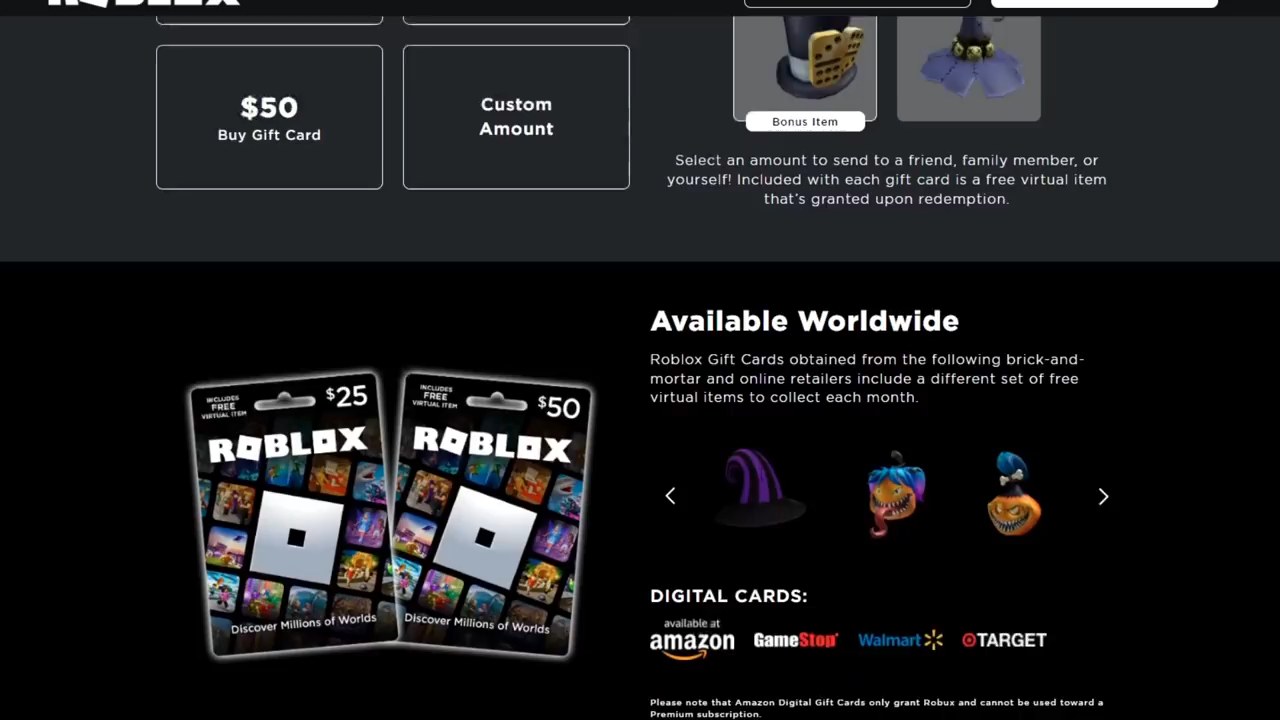 ROBLOX
$50
Buy Gift Card
Custom
Amount
Bonus Item
Select an amount to send to a friend, family member, or
yourself! Included with each gift card is a free virtual item
that's granted upon redemption.
Available Worldwide
Roblox Gift Cards obtained from the following brick-and-
mortar and online retailers include a different set of free
virtual items to collect each month.
INCLUDES
FREE
VIRTUAL ITEM
$25
ROBLOX
Discover Millions of Worlds
INCLUDES
FREE
VIRTUAL ITEM
$50
ROBLOX
Discover Millions of Worlds
DIGITAL CARDS:
available at
amazon
GameStop
Walmart
TARGET
Please note that Amazon Digital Gift Cards only grant Robux and cannot be used toward a
Premium subscription.